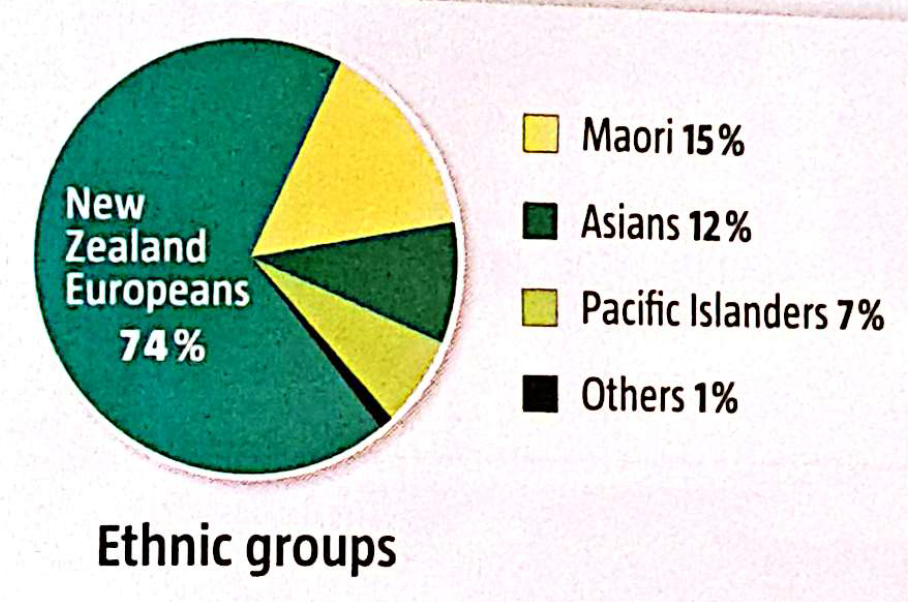 New
Zealand
Europeans
74%
Maori 15%
Asians 12%
Pacific Islanders 7%
Others 1%
Ethnic groups